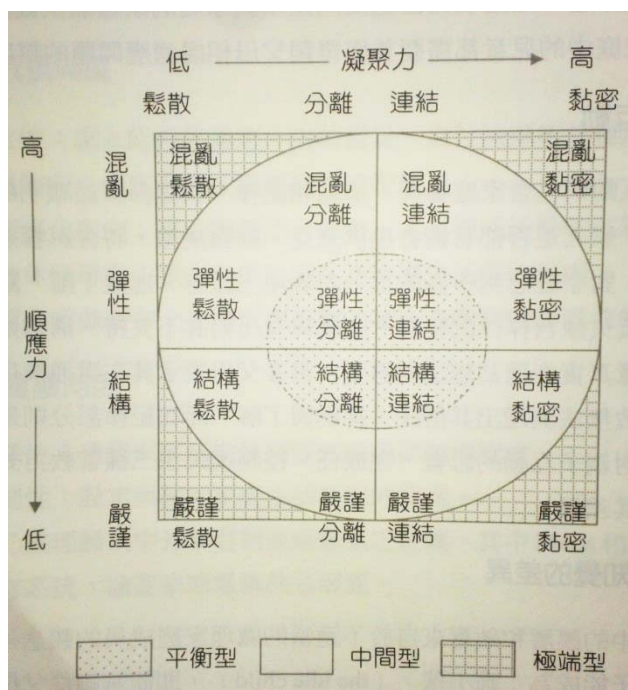 低 凝聚力 高
鬆散 分離 連結 黏密
高
順應力
低
混亂
彈性
結構
嚴謹
混亂 混亂 混亂 混亂
鬆散 分離 連結 黏密
彈性 彈性 彈性 彈性
鬆散 分離 連結 黏密
結構 結構 結構 結構
鬆散 分離 連結 黏密
嚴謹 嚴謹 嚴謹 嚴謹
鬆散 分離 連結 黏密
平衡型 中間型 極端型